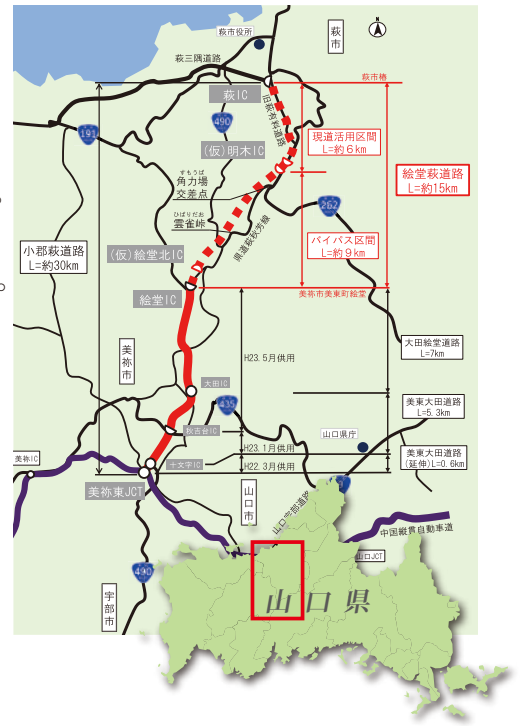 萩市役所
萩市
萩三隅道路
N
萩市椿
萩IC
旧萩有料道路
191
490
(仮)明木IC
現道活用区間
L=約6km
絵堂萩道路
L=約15km
すもうば
角力場
交差点
ひばりだお
雲雀峠
県道萩秋芳線
262
小郡萩道路
L=約30km
バイパス区間
L=約9km
(仮)絵堂北IC
絵堂IC
美祢市美東町絵堂
美祢市
H23.5月供用
大田絵堂道路
L=7km
大田IC
435
美東大田道路
L=5.3km
秋吉台IC
山口県庁
H23.1月供用
美祢IC
十文字IC
H22.3月供用
美東大田道路
(延伸)L=0.6km
美祢東JCT
山口市
山口宇部道路
9
中国縦貫自動車道
山口JCT
490
宇部市
山口県